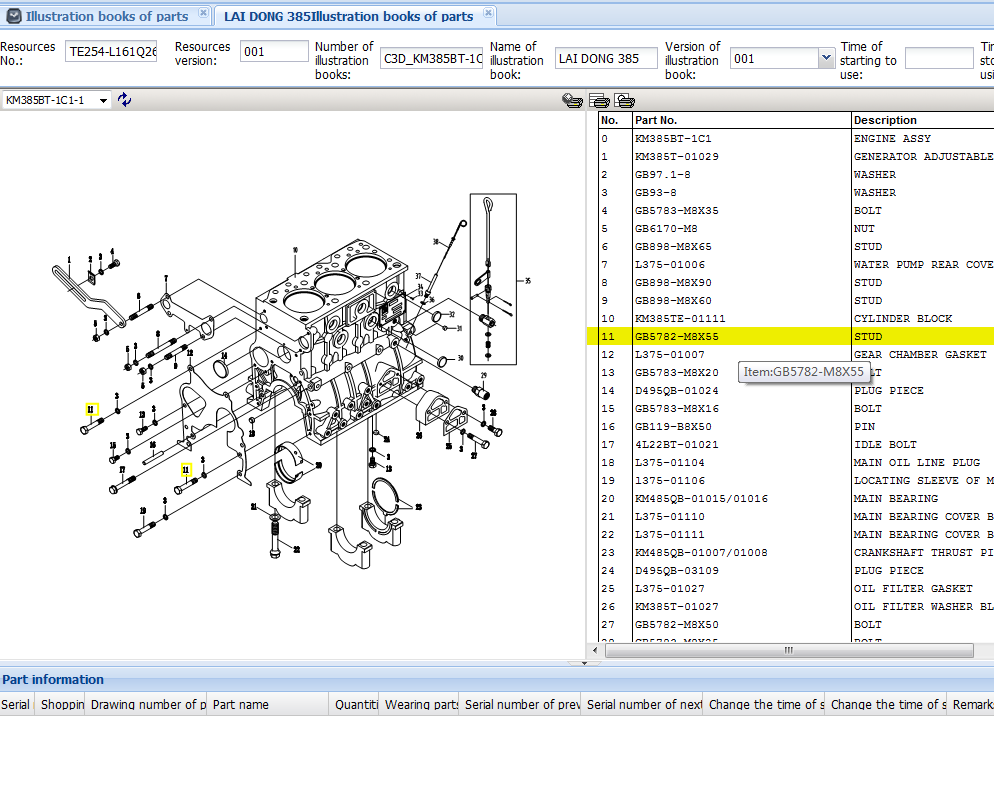 Illustration books of parts
LAI DONG 385Illustration books of parts
Resources No.: TE254-L161Q26
Resources version: 001
Number of illustration books: C3D_KM385BT-1C
Name of illustration book: LAI DONG 385
Version of illustration book: 001
Time of starting to use:
KM385BT-1C1-1
No. Part No. Description
0 KM385BT-1C1 ENGINE ASSY
1 KM385T-01029 GENERATOR ADJUSTABLE
2 GB97.1-8 WASHER
3 GB93-8 WASHER
4 GB5783-M8X35 BOLT
5 GB6170-M8 NUT
6 GB898-M8X65 STUD
7 L375-01006 WATER PUMP REAR COVE
8 GB898-M8X90 STUD
9 GB898-M8X60 STUD
10 KM385TE-01111 CYLINDER BLOCK
11 GB5782-M8X55 STUD
12 L375-01007 GEAR CHAMBER GASKET
13 GB5783-M8X20 LT
Item:GB5782-M8X55
14 D495QB-01024 PLUG PIECE
15 GB5783-M8X16 BOLT
16 GB119-B8X50 PIN
17 4L22BT-01021 IDLE BOLT
18 L375-01104 MAIN OIL LINE PLUG
19 l375-01106 LOCATING SLEEVE OF M
20 KM485QB-01015/01016 MAIN BEARING
21 L375-01110 MAIN BEARING COVER B
22 L375-01111 MAIN BEARING COVER B
23 KM485QB-01007/01008 CRANKSHAFT THRUST PI
24 D495QB-03109 PLUG PIECE
25 L375-01027 OIL FILTER GASKET
26 KM385T-01027 OIL FILTER WASHER BL
27 GB5782-M8X50 BOLT
Part information
Serial Shoppin Drawing number of p Part name Quantiti Wearing parts Serial number of prev Serial number of next Change the time of s Change the time of s Remark